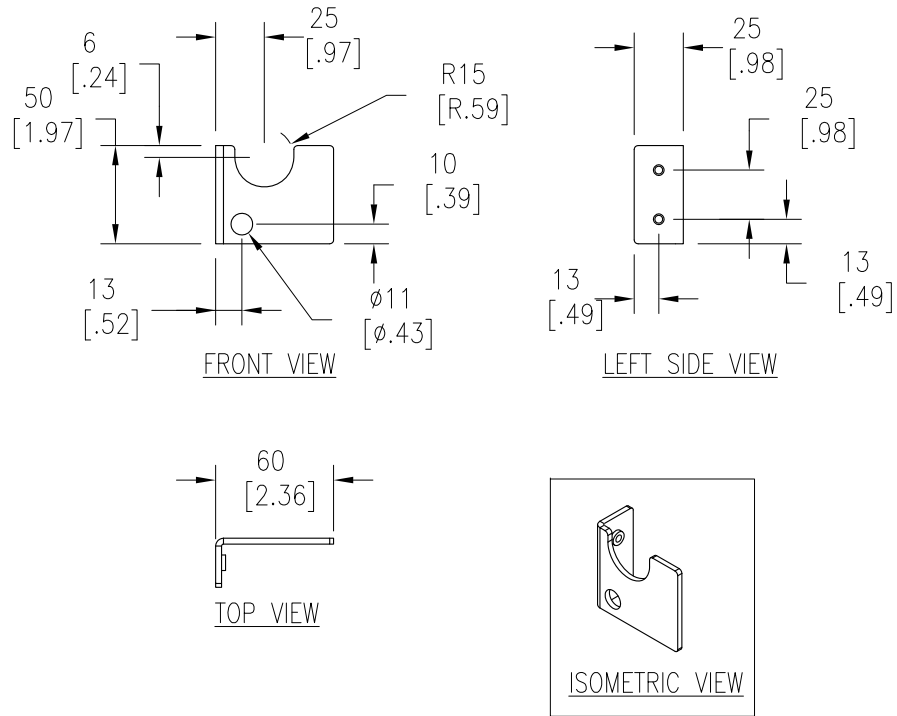 25
[.97]
6
[.24]
50
[1.97]
R15
[R.59]
10
[.39]
13
[.52]
ø11
[ø.43]
FRONT VIEW
25
[.98]
25
[.98]
13
[.49]
13
[.49]
LEFT SIDE VIEW
60
[2.36]
TOP VIEW
ISOMETRIC VIEW